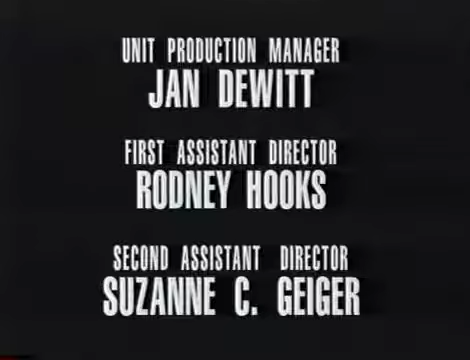 UNIT PRODUCTION MANAGER
JAN DEWITT
FIRST ASSISTANT DIRECTOR
RODNEY HOOKS
SECOND ASSISTANT DIRECTOR
SUZANNE C. GEIGER